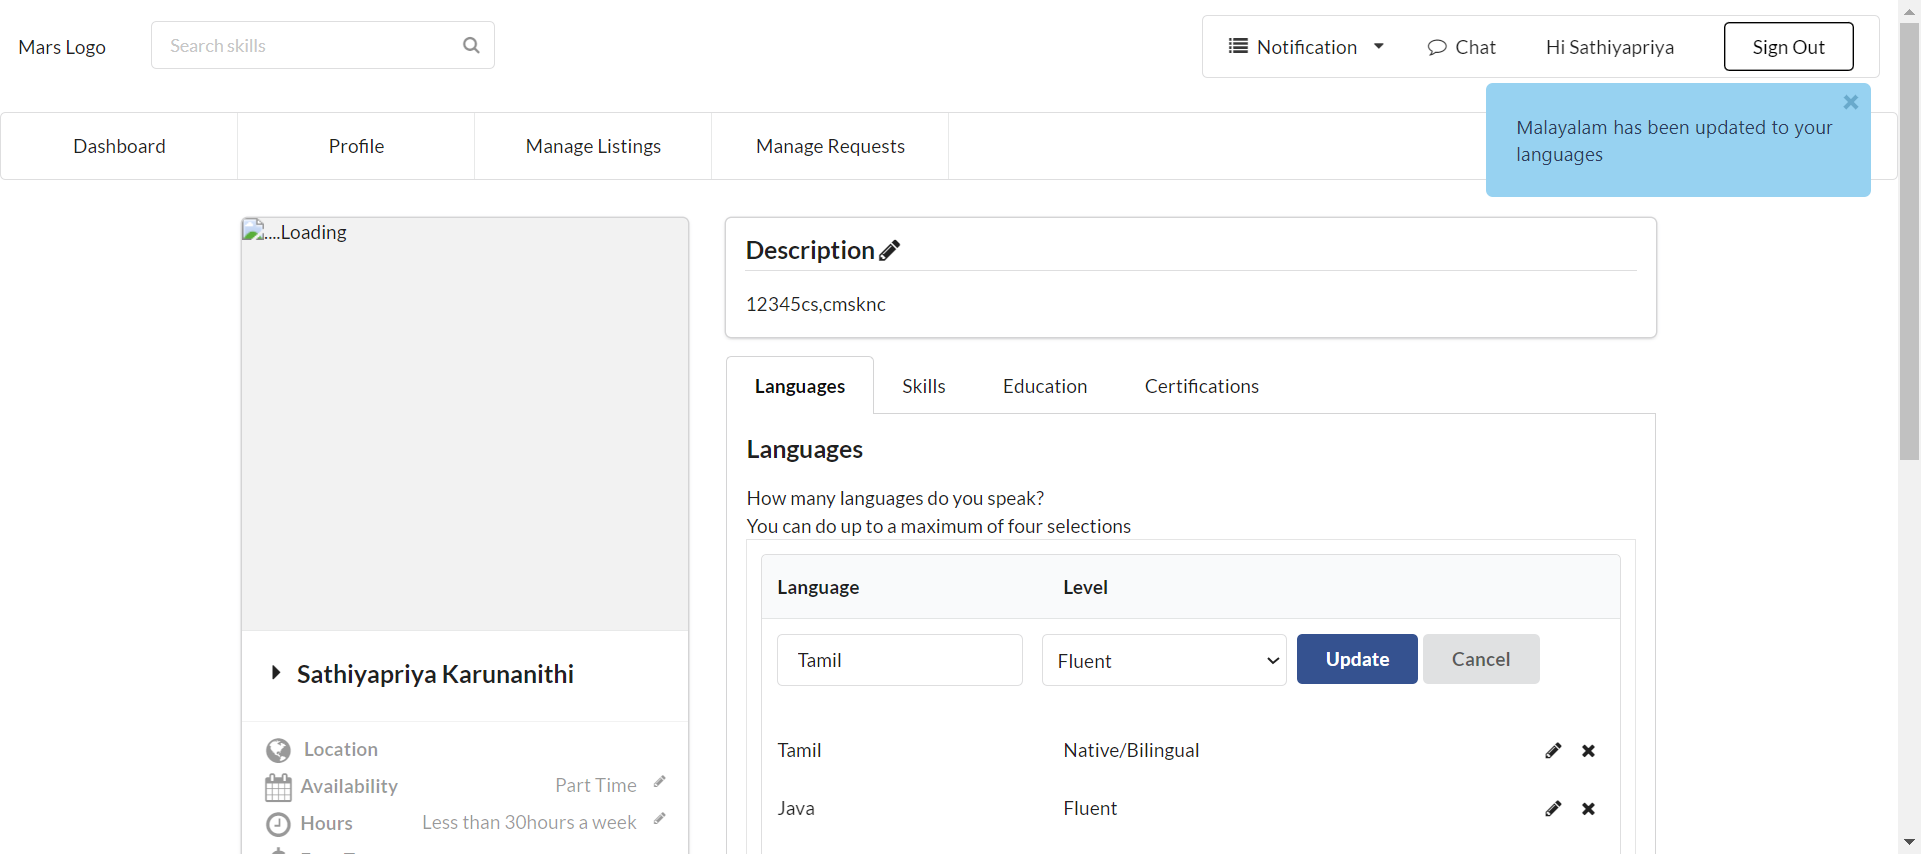 Mars Logo
Search skills
Notification
Chat
Hi Sathiyapriya
Sign Out
Malayalam has been updated to your
languages
Dashboard
Profile
Manage Listings
Manage Requests
....Loading
Description
12345cs,cmsknc
Languages
Skills
Education
Certifications
Languages
How many languages do you speak?
You can do up to a maximum of four selections
Language
Level
Tamil
Fluent
Update
Cancel
Tamil
Native/Bilingual
Java
Fluent
Sathiyapriya Karunanithi
Location
Availability
Part Time
Hours
Less than 30hours a week